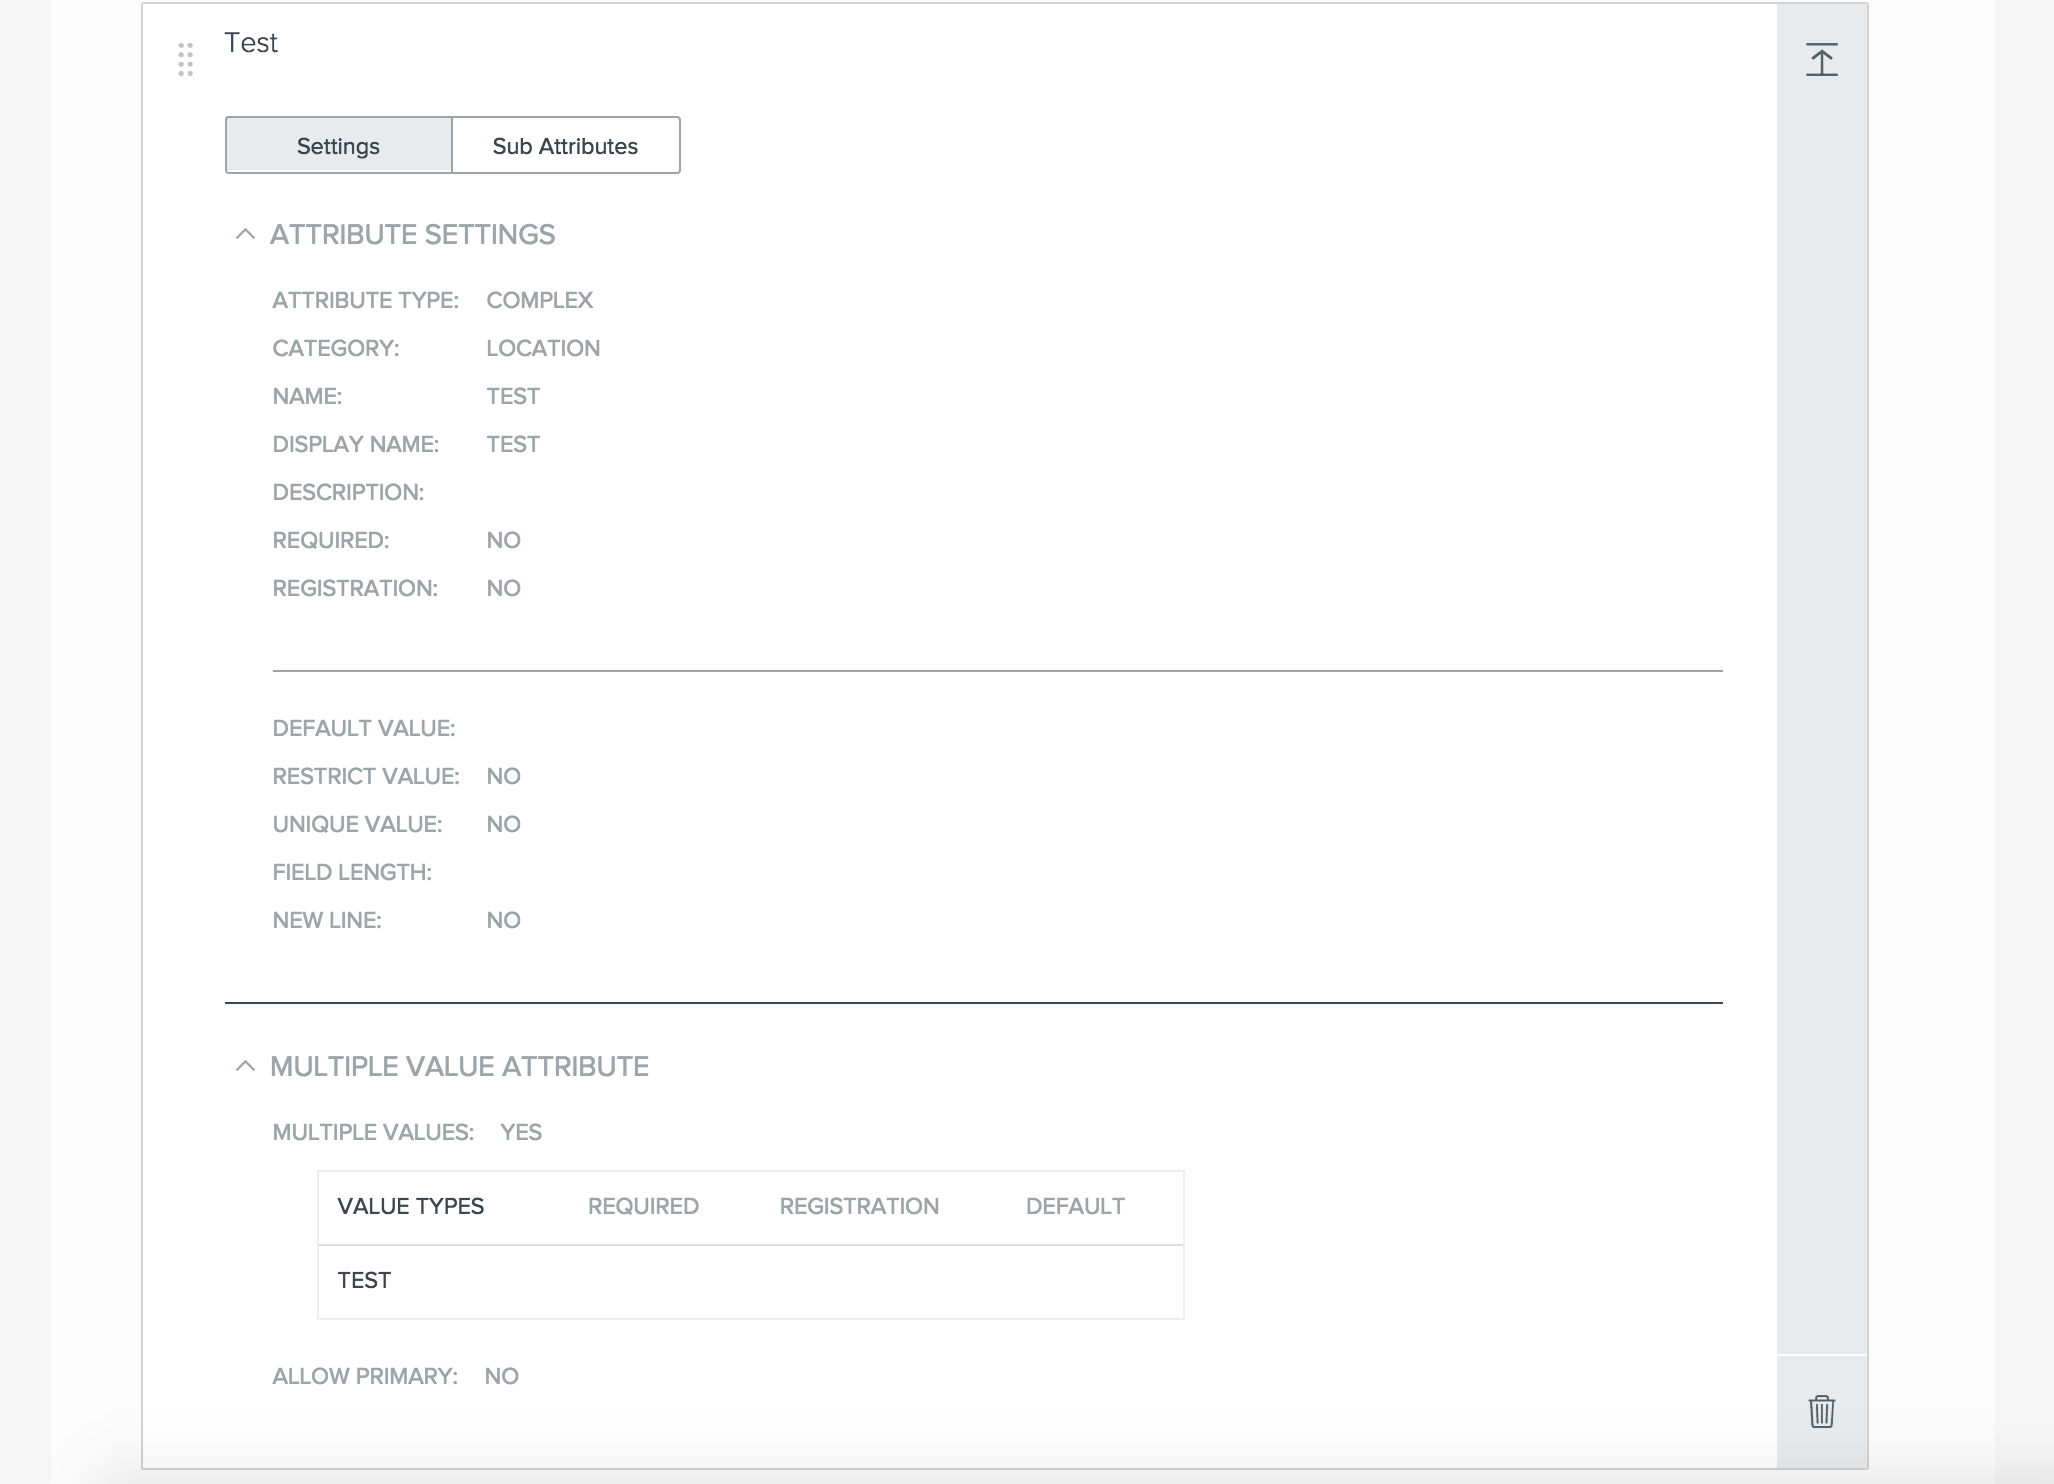 Test
Settings Sub Attributes
ATTRIBUTE SETTINGS
ATTRIBUTE TYPE: COMPLEX
CATEGORY: LOCATION
NAME: TEST
DISPLAY NAME: TEST
DESCRIPTION:
REQUIRED: NO
REGISTRATION: NO
DEFAULT VALUE:
RESTRICT VALUE: NO
UNIQUE VALUE: NO
FIELD LENGTH:
NEW LINE: NO
MULTIPLE VALUE ATTRIBUTE
MULTIPLE VALUES: YES
VALUE TYPES REQUIRED REGISTRATION DEFAULT
TEST
ALLOW PRIMARY: NO